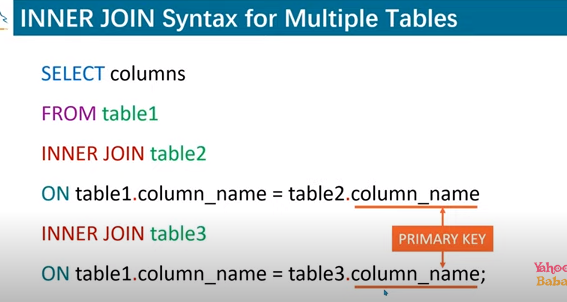 INNER JOIN Syntax for Multiple Tables
SELECT columns
FROM table1
INNER JOIN table2
ON table1.column_name = table2.column_name
INNER JOIN table3
PRIMARY KEY
ON table1.column_name = table3.column_name;
Yahoo
Baba